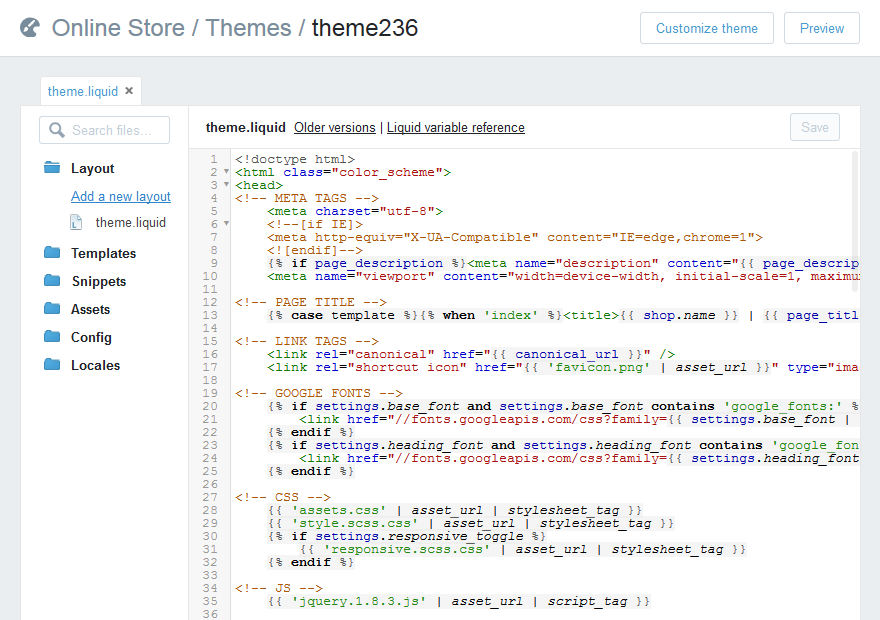 Online Store / Themes / theme236
Customize theme
Preview
theme.liquid ×
Search files...
Layout
Add a new layout
theme.liquid
Templates
Snippets
Assets
Config
Locales
theme.liquid Older versions | Liquid variable reference
Save
1 <!doctype html>
2 <html class="color_scheme">
3 <head>
4 <!-- META TAGS -->
5 <meta charset="utf-8">
6 <!--[if IE]>
7 <meta http-equiv="X-UA-Compatible" content="IE=edge,chrome=1">
8 <![endif]-->
9 {% if page_description %}<meta name="description" content="{{ page_descrip
10 <meta name="viewport" content="width=device-width, initial-scale=1, maximu
11
12 <!-- PAGE TITLE -->
13 {% case template %}{% when 'index' %}<title>{{ shop.name }} | {{ page_titl
14
15 <!-- LINK TAGS -->
16 <link rel="canonical" href="{{ canonical_url }}" />
17 <link rel="shortcut icon" href="{{ 'favicon.png' | asset_url }}" type="ima
18
19 <!-- GOOGLE FONTS -->
20 {% if settings.base_font and settings.base_font contains 'google_fonts:' %
21 <link href="//fonts.googleapis.com/css?family={{ settings.base_font |
22 {% endif %}
23 {% if settings.heading_font and settings.heading_font contains 'google_fon
24 <link href="//fonts.googleapis.com/css?family={{ settings.heading_font
25 {% endif %}
26
27 <!-- CSS -->
28 {{ 'assets.css' | asset_url | stylesheet_tag }}
29 {{ 'style.scss.css' | asset_url | stylesheet_tag }}
30 {% if settings.responsive_toggle %}
31 {{ 'responsive.scss.css' | asset_url | stylesheet_tag }}
32 {% endif %}
33
34 <!-- JS -->
35 {{ 'jquery.1.8.3.js' | asset_url | script_tag }}
36